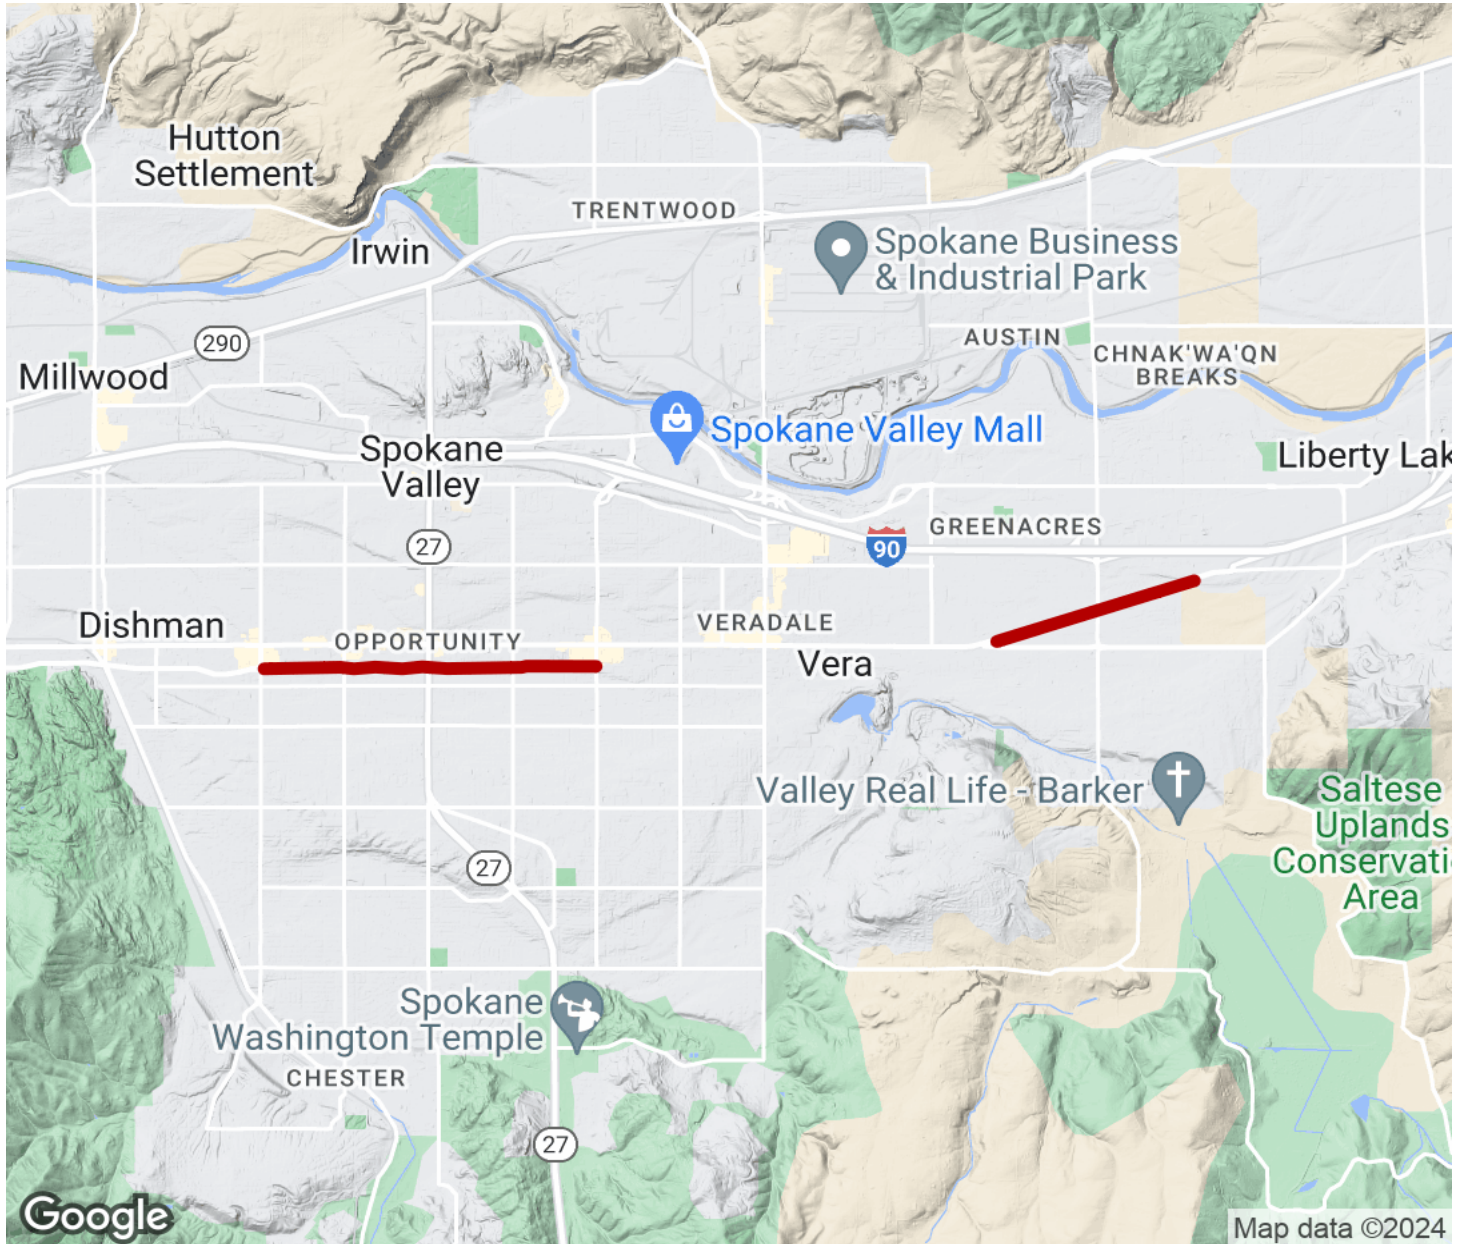 Hutton
Settlement
TRENTWOOD
Irwin
Spokane Business
& Industrial Park
290
AUSTIN
CHNAK'WA'QN
BREAKS
Millwood
Spokane Valley Mall
Spokane
Valley
Liberty Lak
GREENACRES
27
90
Dishman
OPPORTUNITY
VERADALE
Vera
Valley Real Life - Barker
Saltese
Uplands
Conservati
Area
27
Spokane
Washington Temple
CHESTER
27
Google
Map data ©2024